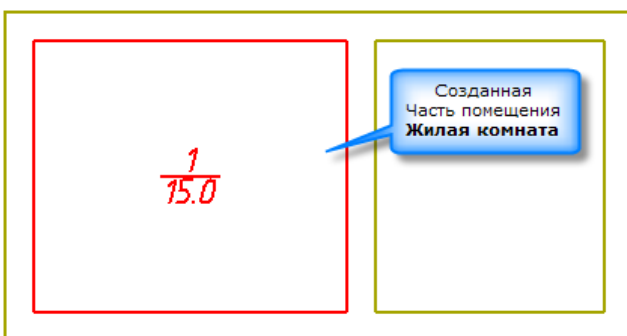 Созданная
Часть помещения
Жилая комната
1
15.0